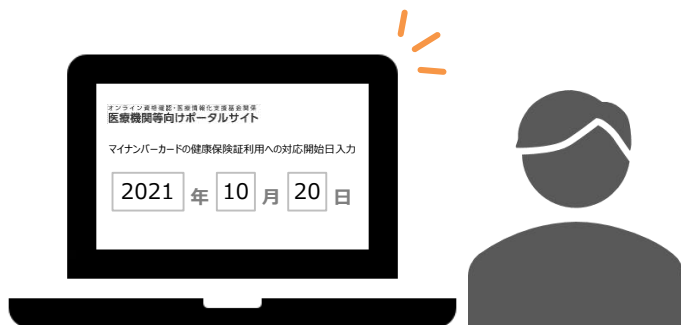 オンライン資格確認・医療情報化支援基金関係
医療機関等向けポータルサイト
マイナンバーカードの健康保険証利用への対応開始日入力
2021 年 10 月 20 日